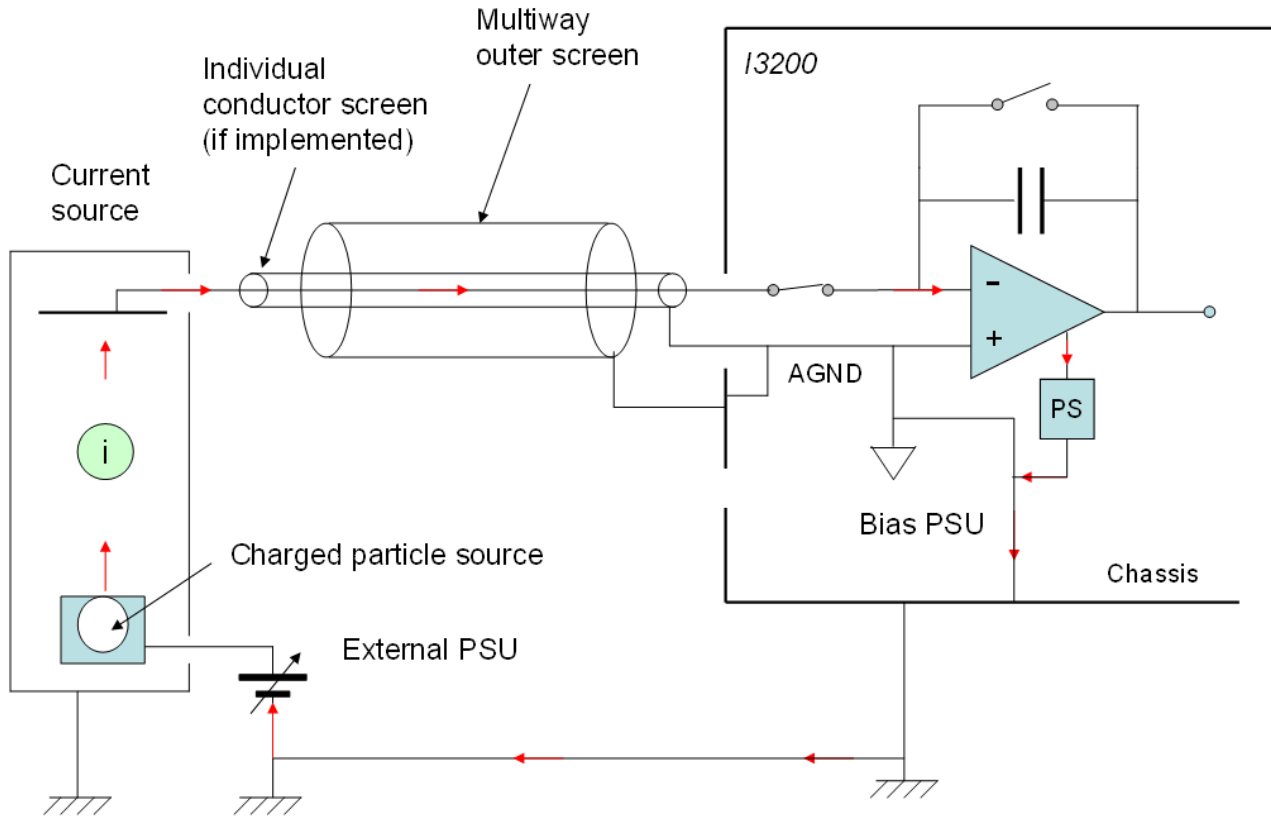 Multiway
outer screen
I3200
Individual
conductor screen
(if implemented)
Current
source
-
+
AGND
PS
i
Bias PSU
Charged particle source
Chassis
External PSU